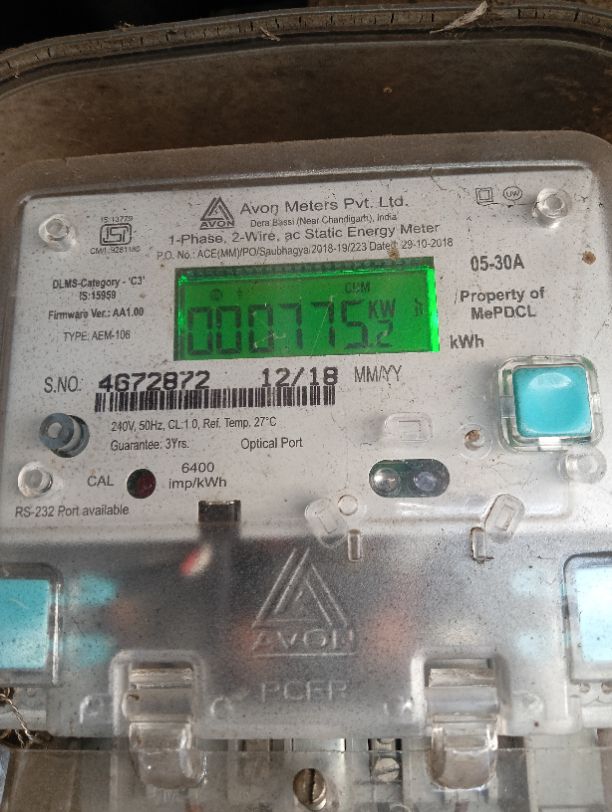 Avon Meters Pvt. Ltd.
AVON
Dera Bassi (Near Chandigarh), India
IS:13779
ISI
1-Phase, 2-Wire, ac Static Energy Meter
P.O. No.: ACE(MM)/PO/Saubhagya/2018-19/223 Dated: 29-10-2018
UW
DLMS-Category - 'C3'
IS:15959
Firmware Ver.: AA1.00
TYPE: AEM-106
CUM
000775.2
KW h
05-30A
Property of
MePDCL
kWh
S.NO: 4672872 12/18 MM/YY
240V, 50Hz, CL:1.0, Ref. Temp. 27°C
Guarantee: 3Yrs. Optical Port
CAL
6400
imp/kWh
RS-232 Port available
AVON